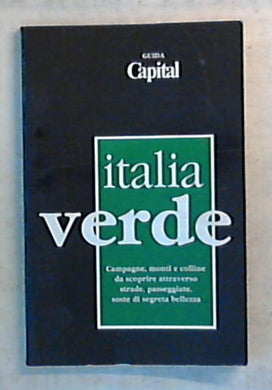 GUIDA
Capital
italia
verde
Campagne, monti e colline
da scoprire attraverso
strade, passeggiate,
soste di segreta bellezza